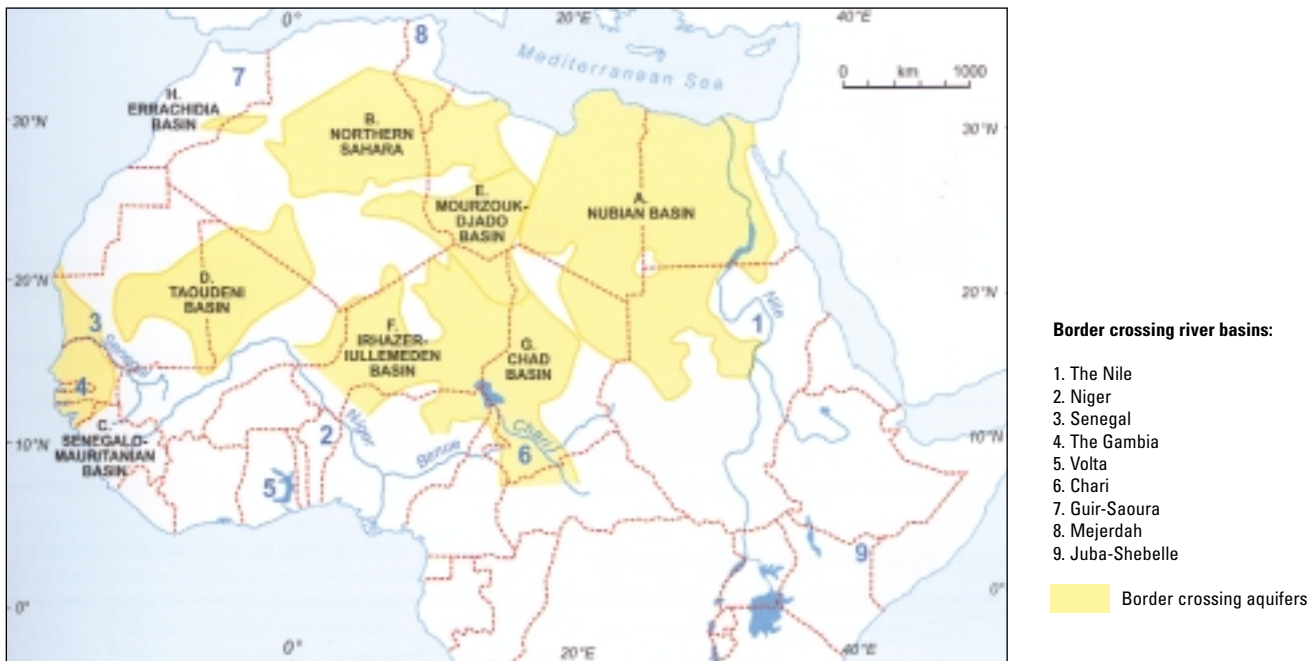 0°
20°E
40°E
8
7
Mediterranean Sea
0 km 1000
H.
ERRACHIDIA
BASIN
30°N
B.
NORTHERN
SAHARA
30°N
E.
MOURZOUK-
DJADO
BASIN
A.
NUBIAN BASIN
20°N
D.
TAOUDENI
BASIN
20°N
3
Senegal
F.
IRHAZER-
IULLEMEDEN
BASIN
G.
CHAD
BASIN
Nile
1
4
C.
SENEGALO-
MAURITANIAN
BASIN
10°N
2
Niger
Benue
Chari
6
10°N
5
9
0°
0°
0°
20°E
40°E
Border crossing river basins:
1. The Nile
2. Niger
3. Senegal
4. The Gambia
5. Volta
6. Chari
7. Guir-Saoura
8. Mejerdah
9. Juba-Shebelle
Border crossing aquifers